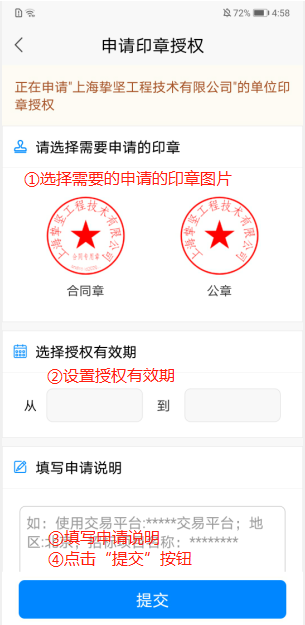 72% 4:58
申请印章授权
正在申请"上海挚坚工程技术有限公司"的单位印
章授权
请选择需要申请的印章
①选择需要的申请的印章图片
上海挚坚工程技术有限公司
合同专用章
上海挚坚工程技术有限公司
合同章
公章
选择授权有效期
②设置授权有效期
从
到
填写申请说明
如：使用交易平台:*****交易平台；地
区:北京；招标项目名称：********
③填写申请说明
④点击“提交”按钮
提交